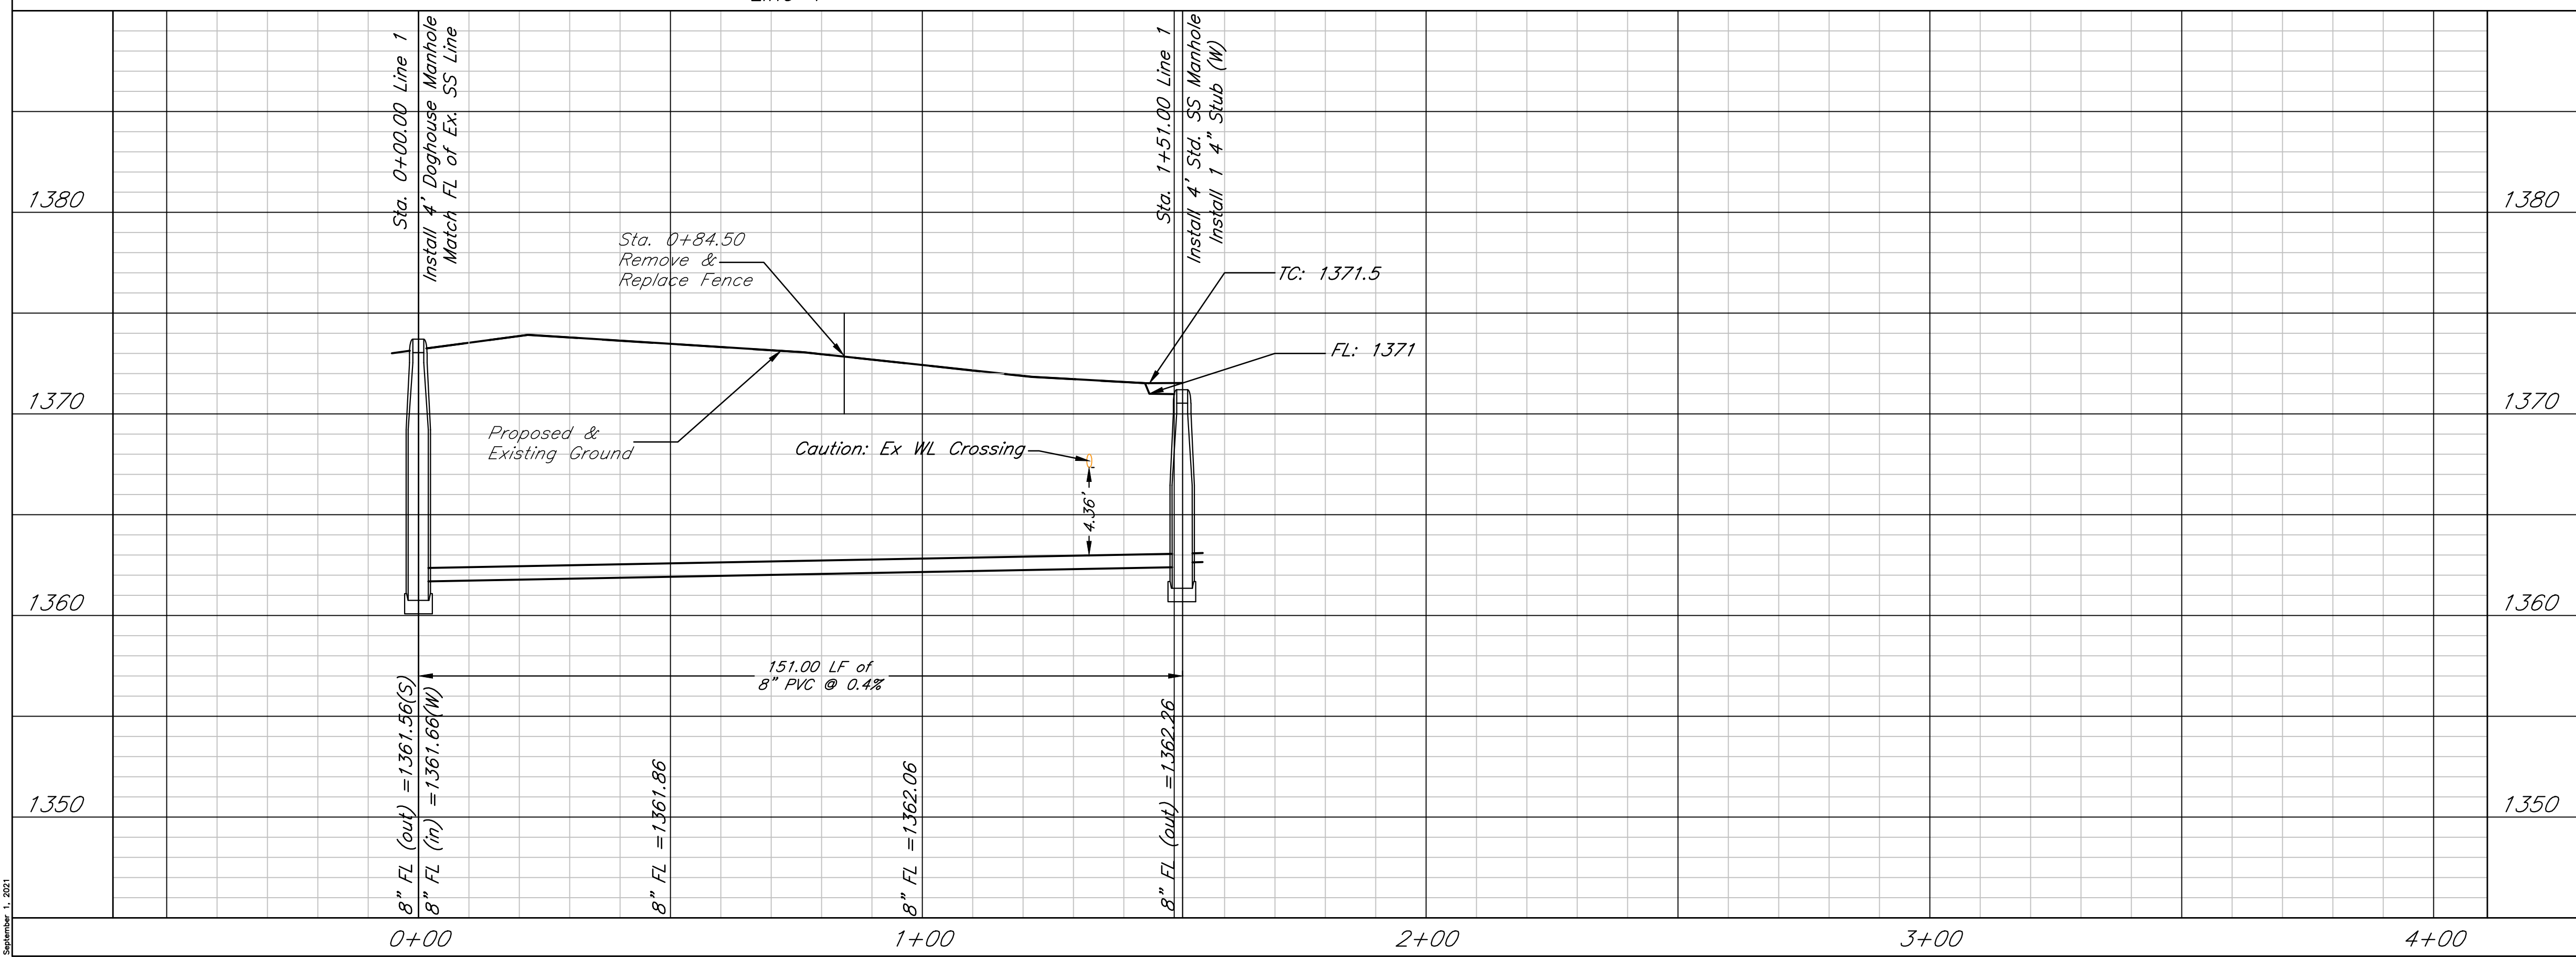 Sta. 0+00.00 Line 1
Install 4' Doghouse Manhole
Match FL of Ex. SS Line
Sta. 1+51.00 Line 1
Install 4' Std. SS Manhole
Install 1 4" Stub (W)
1380
1380
Sta. 0+84.50
Remove &
Replace Fence
TC: 1371.5
FL: 1371
1370
1370
Proposed &
Existing Ground
Caution: Ex WL Crossing
4.36'
1360
1360
151.00 LF of
8" PVC @ 0.4%
8" FL (out) =1361.56(S)
8" FL (in) =1361.66(W)
8" FL =1361.86
8" FL =1362.06
8" FL (out) =1362.26
1350
1350
September 1, 2021
0+00
1+00
2+00
3+00
4+00